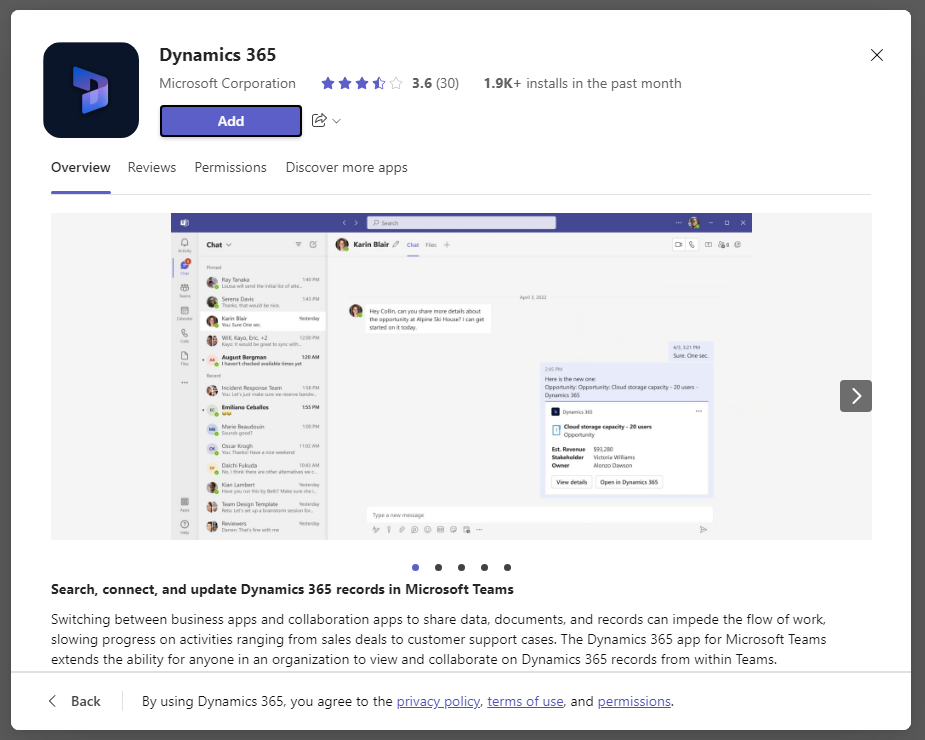 Dynamics 365
Microsoft Corporation 3.6 (30) 1.9K+ installs in the past month
Add
Overview Reviews Permissions Discover more apps
Search
Chat
Karin Blair Chat Files
Activity
Chat
Teams
Calendar
Calls
Files
Apps
Help
Pinned
Ray Tanaka 1:40 PM
Louisa will send the initial list of atte...
Serena Davis 1:43 PM
Thanks, that would be nice.
Karin Blair Yesterday
You: Sure. One sec.
Will, Kayo, Eric, +2 12:00 PM
Kayo: It would be great to sync with...
August Bergman 1:20 AM
I haven't checked available times yet
Recent
Incident Response Team 1:58 PM
You: Let's just make sure we reserve bandw...
Emiliano Ceballos 1:55 PM
Marie Beaudouin 1:00 PM
Sounds good?
Oscar Krogh 11:02 AM
You: Thanks! Have a nice weekend
Daichi Fukuda 10:43 AM
No, I think there are other alternatives we c...
Kian Lambert Yesterday
Have you run this by Beth? Make sure she i...
Team Design Template Yesterday
Reta: Let's set up a brainstorm session for...
Reviewers Yesterday
Darren: That's fine with me
April 3, 2022
Hey Collin, can you share more details about
the opportunity at Alpine Ski House? I can get
started on it today.
4/3, 1:21 PM
Sure. One sec.
2:45 PM
Here is the new one:
Opportunity: Opportunity: Cloud storage capacity - 20 users -
Dynamics 365
Dynamics 365
Cloud storage capacity - 20 users
Opportunity
Est. Revenue $93,280
Stakeholder Victoria Williams
Owner Alonzo Dawson
View details Open in Dynamics 365
Type a new message
Search, connect, and update Dynamics 365 records in Microsoft Teams
Switching between business apps and collaboration apps to share data, documents, and records can impede the flow of work,
slowing progress on activities ranging from sales deals to customer support cases. The Dynamics 365 app for Microsoft Teams
extends the ability for anyone in an organization to view and collaborate on Dynamics 365 records from within Teams.
Back By using Dynamics 365, you agree to the privacy policy, terms of use, and permissions.